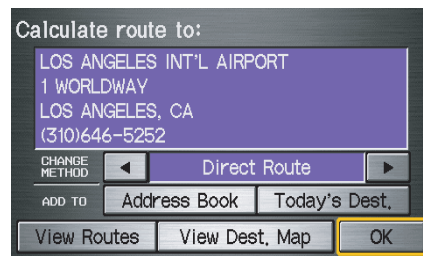 Calculate route to:
LOS ANGELES INT'L AIRPORT
1 WORLDWAY
LOS ANGELES, CA
(310)646-5252
CHANGE METHOD ◄ Direct Route ►
ADD TO Address Book Today's Dest.
View Routes View Dest. Map OK